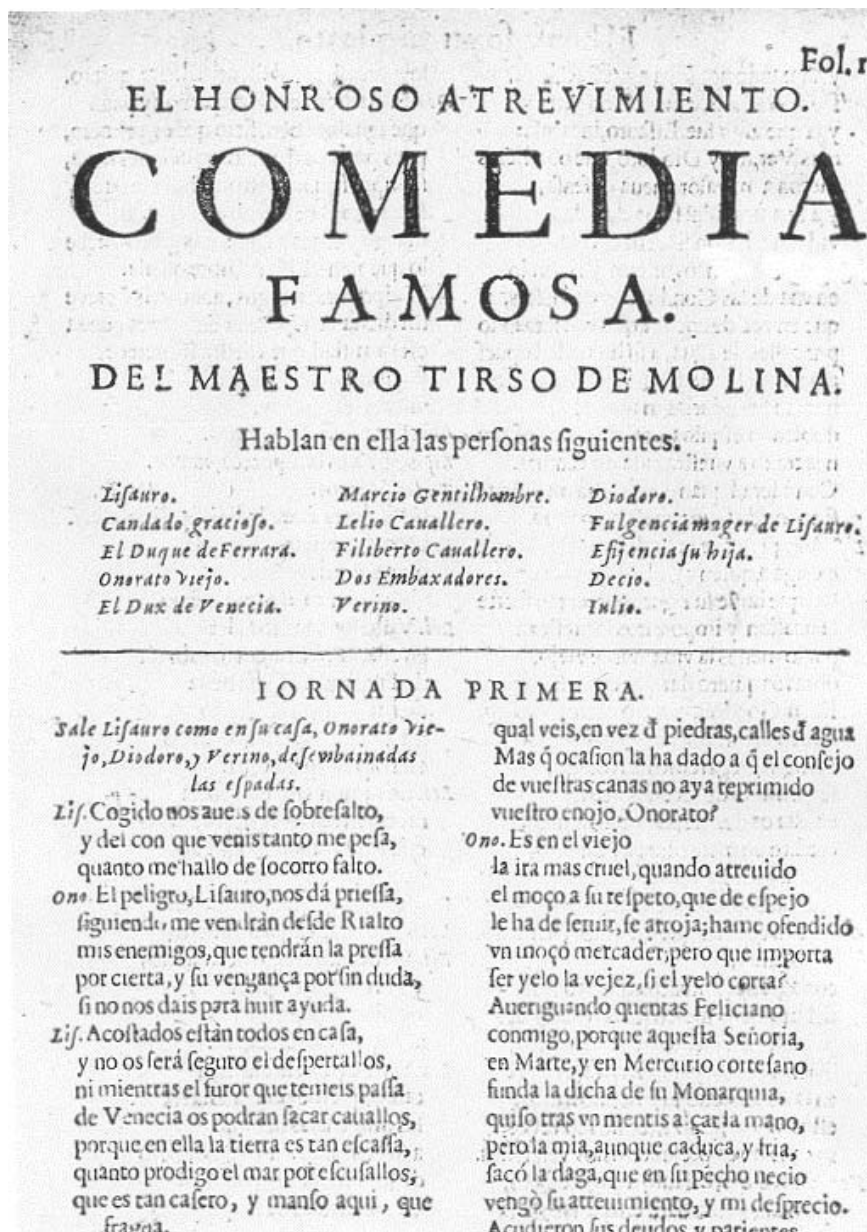 Fol. 1
EL HONROSO ATREVIMIENTO.
COMEDIA
FAMOSA.
DEL MAESTRO TIRSO DE MOLINA.
Hablan en ella las perſonas ſiguientes.
Liſauro.
Candado gracioſo.
El Duque de Ferrara.
Onorato viejo.
El Dux de Venecia.
Marcio Gentilhombre.
Lelio Cauallero.
Filiberto Cauallero.
Dos Embaxadores.
Verino.
Diodoro.
Fulgencia muger de Liſauro.
Efijencia ſu hija.
Decio.
Iulio.
IORNADA PRIMERA.
Sale Liſauro como en ſu caſa, Onorato vie-
jo, Diodoro, y Verino, deſembainadas
las eſpadas.
Liſ. Cogido nos aueis de ſobreſalto,
y del con que venis tanto me peſa,
quanto me hallo de ſocorro falto.
Ono. El peligro, Liſauro, nos dá prieſſa,
ſiguiendome vendrán deſde Rialto
mis enemigos, que tendrán la preſſa
por cierta, y ſu vengança por ſin duda,
ſi no nos dais para huir ayuda.
Liſ. Acoſtados eſtàn todos en caſa,
y no os ſerá ſeguro el deſpertallos,
ni mientras el furor que temeis paſſa
de Venecia os podran ſacar cauallos,
porque en ella la tierra es tan eſcaſſa,
quanto prodigo el mar por eſcuſallos,
que es tan caſero, y manſo aqui, que
fragua.
qual veis, en vez đ piedras, calles đ agua
Mas q̃ ocaſion la ha dado a q̃ el conſejo
de vueſtras canas no aya reprimido
vueſtro enojo, Onorato?
Ono. Es en el viejo
la ira mas cruel, quando atreuido
el moço a ſu reſpeto, que de eſpejo
le ha de ſeruir, ſe arroja; hame ofendido
vn moço mercader, pero que importa
ſer yelo la vejez, ſi el yelo corta?
Aueriguando quentas Feliciano
conmigo, porque aqueſta Señoria,
en Marte, y en Mercurio corteſano
funda la dicha de ſu Monarquia,
quiſo tras vn mentis alçar la mano,
pero la mia, aunque caduca, y fria,
ſacó la daga, que en ſu pecho necio
vengò ſu atreuimiento, y mi deſprecio.
Acudieron ſus deudos, y parientes